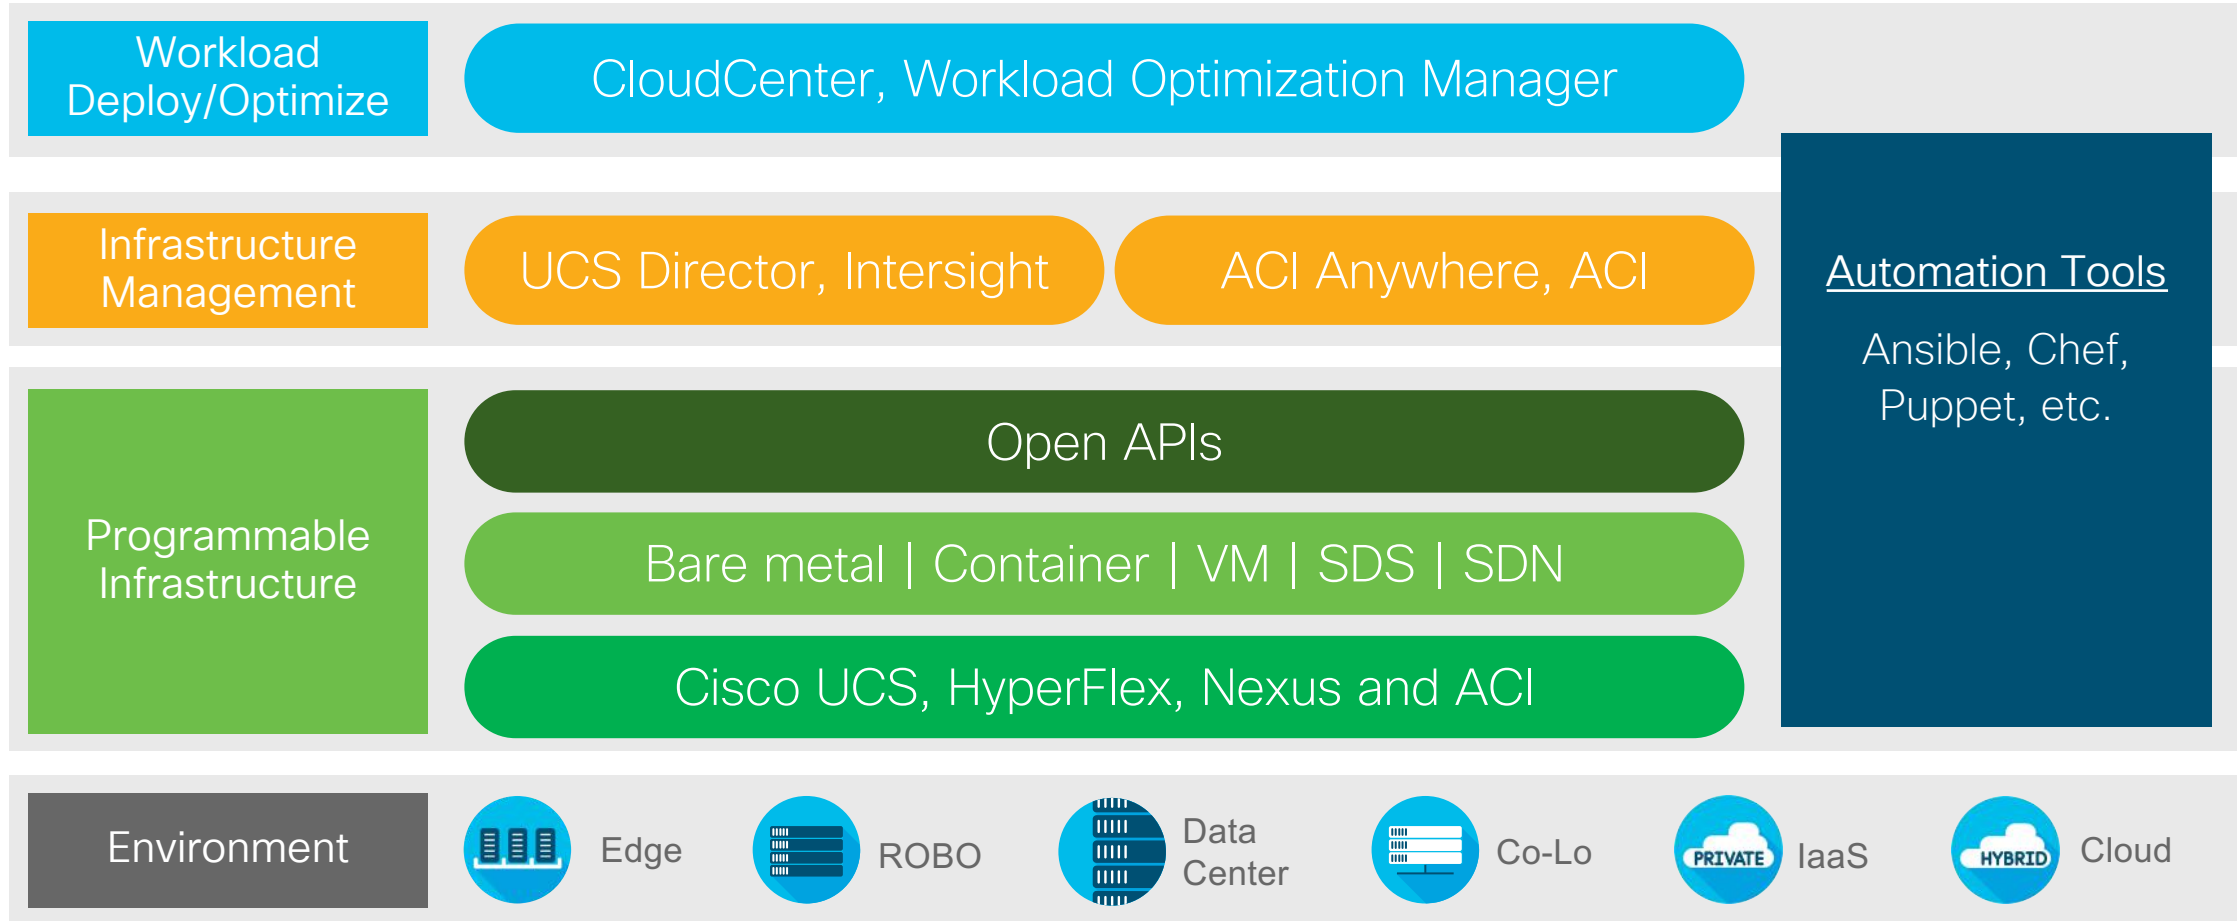 Workload
Deploy/Optimize
CloudCenter, Workload Optimization Manager
Infrastructure
Management
UCS Director, Intersight
ACI Anywhere, ACI
Automation Tools
Ansible, Chef,
Puppet, etc.
Programmable
Infrastructure
Open APIs
Bare metal | Container | VM | SDS | SDN
Cisco UCS, HyperFlex, Nexus and ACI
Environment
Edge
ROBO
Data
Center
Co-Lo
PRIVATE
IaaS
HYBRID
Cloud